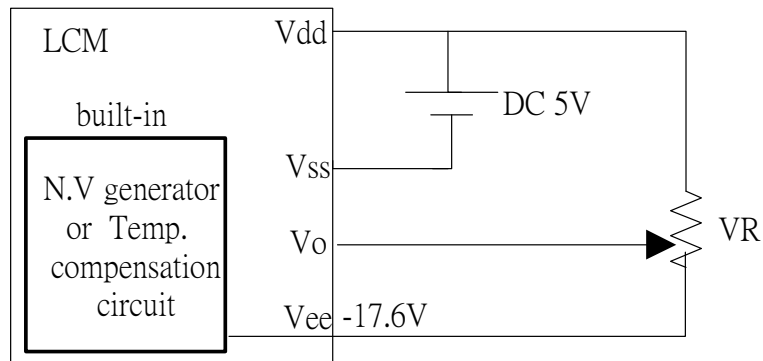 LCM
Vdd
built-in
DC 5V
Vss
N.V generator
or Temp.
compensation
circuit
Vo
VR
Vee -17.6V